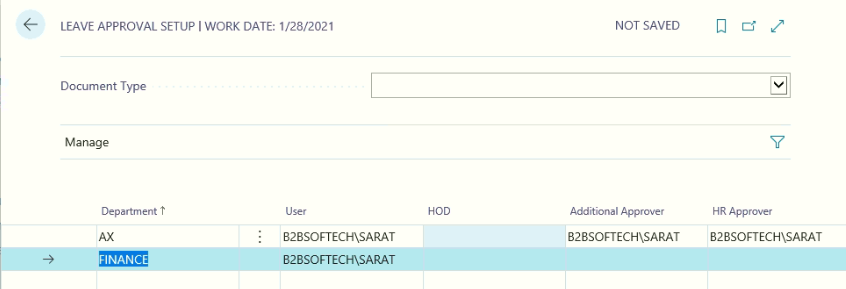 LEAVE APPROVAL SETUP | WORK DATE: 1/28/2021 NOT SAVED
Document Type
Manage
Department ↑ User HOD Additional Approver HR Approver
AX B2BSOFTECH\SARAT B2BSOFTECH\SARAT B2BSOFTECH\SARAT
FINANCE B2BSOFTECH\SARAT